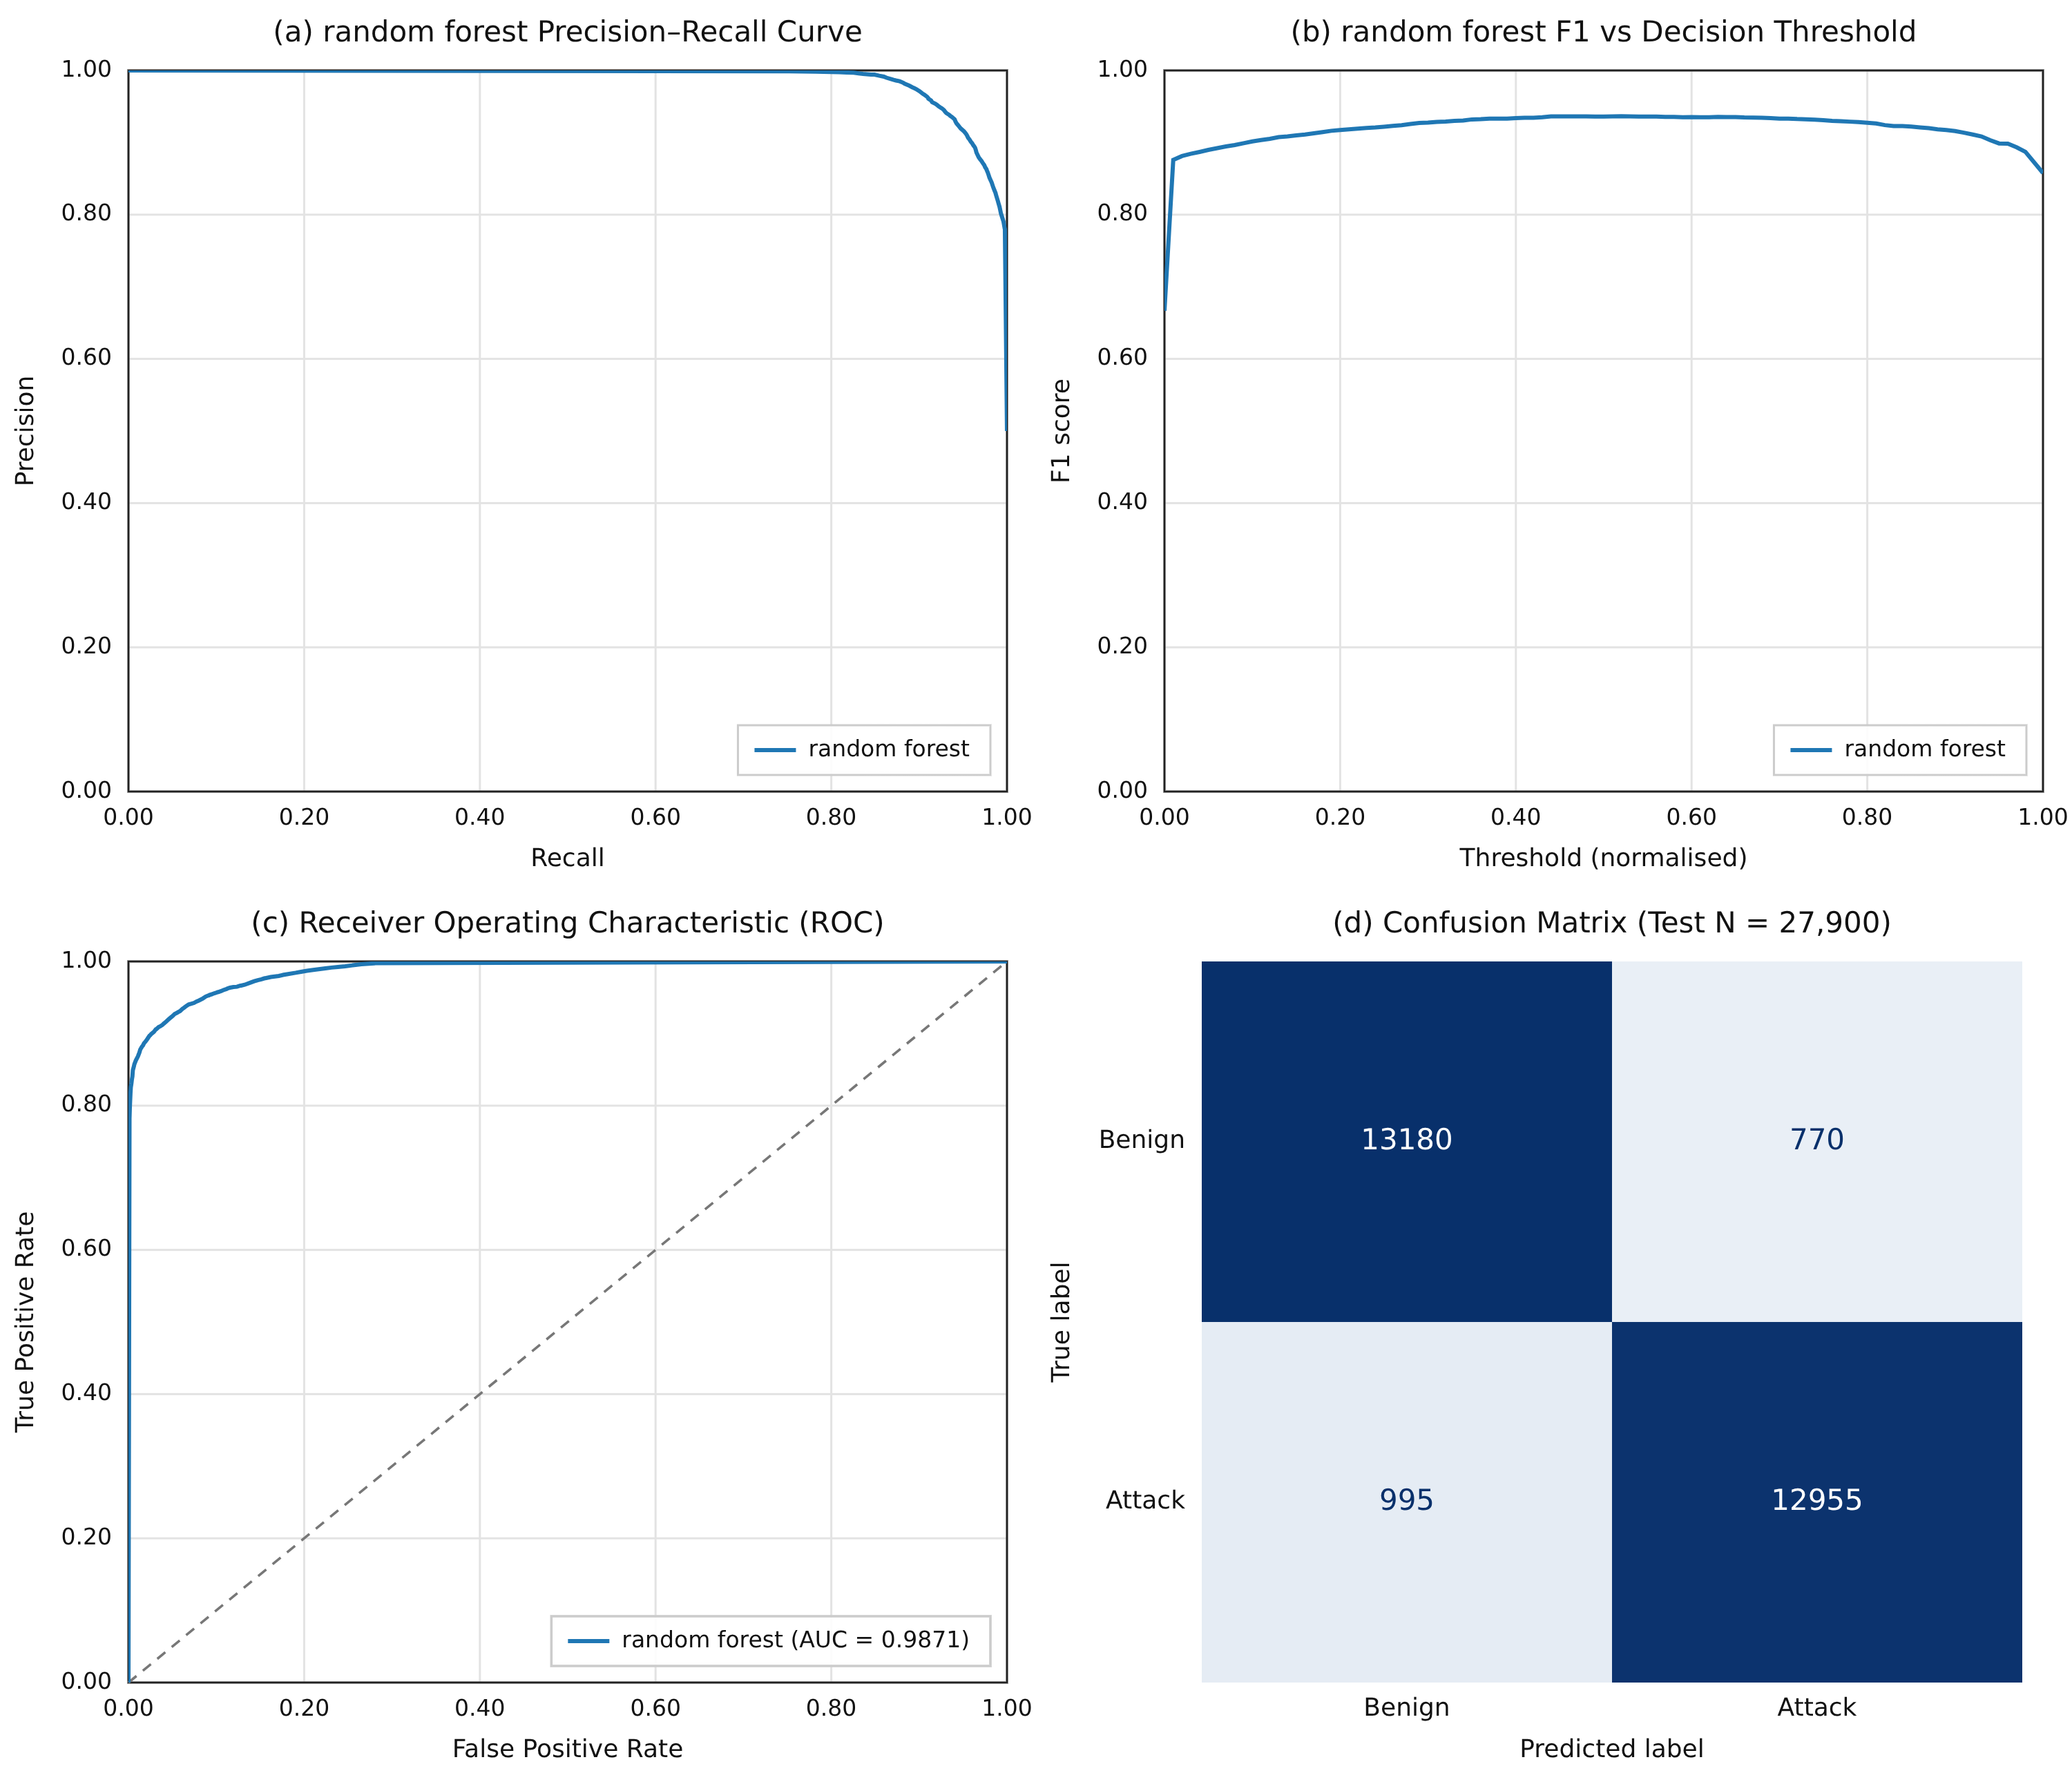 (a) random forest Precision–Recall Curve
1.00
0.80
0.60
0.40
0.20
0.00
Precision
0.00 0.20 0.40 0.60 0.80 1.00
Recall
random forest
(b) random forest F1 vs Decision Threshold
1.00
0.80
0.60
0.40
0.20
0.00
F1 score
0.00 0.20 0.40 0.60 0.80 1.00
Threshold (normalised)
random forest
(c) Receiver Operating Characteristic (ROC)
1.00
0.80
0.60
0.40
0.20
0.00
True Positive Rate
0.00 0.20 0.40 0.60 0.80 1.00
False Positive Rate
random forest (AUC = 0.9871)
(d) Confusion Matrix (Test N = 27,900)
True label
Benign 13180 770
Attack 995 12955
Benign Attack
Predicted label